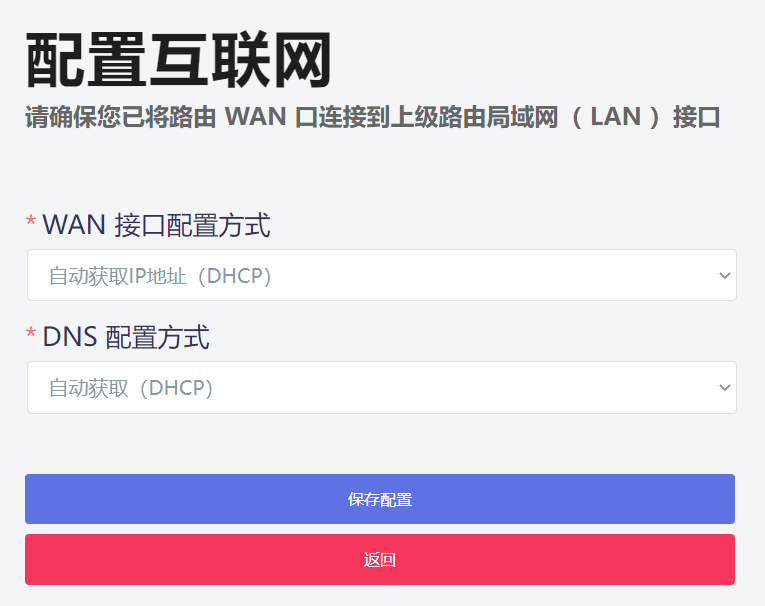 配置互联网
请确保您已将路由 WAN 口连接到上级路由局域网（ LAN ）接口
* WAN 接口配置方式
自动获取IP地址（DHCP）
* DNS 配置方式
自动获取（DHCP）
保存配置
返回